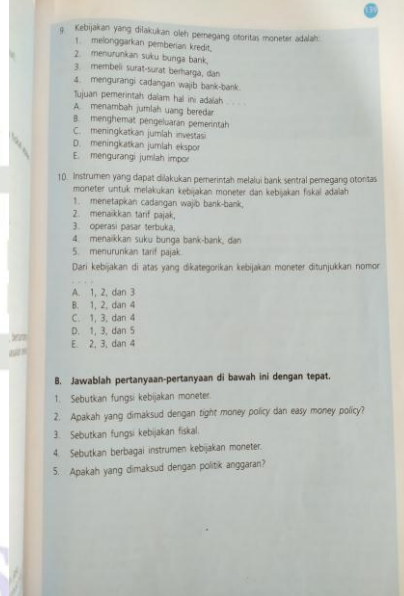 139
9. Kebijakan yang dilakukan oleh pemegang otoritas moneter adalah:
1. melonggarkan pemberian kredit,
2. menurunkan suku bunga bank,
3. membeli surat-surat berharga, dan
4. mengurangi cadangan wajib bank-bank.
Tujuan pemerintah dalam hal ini adalah . . . .
A. menambah jumlah uang beredar
B. menghemat pengeluaran pemerintah
C. meningkatkan jumlah investasi
D. meningkatkan jumlah ekspor
E. mengurangi jumlah impor
10. Instrumen yang dapat dilakukan pemerintah melalui bank sentral pemegang otoritas
moneter untuk melakukan kebijakan moneter dan kebijakan fiskal adalah
1. menetapkan cadangan wajib bank-bank,
2. menaikkan tarif pajak,
3. operasi pasar terbuka,
4. menaikkan suku bunga bank-bank, dan
5. menurunkan tarif pajak.
Dari kebijakan di atas yang dikategorikan kebijakan moneter ditunjukkan nomor
. . . .
A. 1, 2, dan 3
B. 1, 2, dan 4
C. 1, 3, dan 4
D. 1, 3, dan 5
E. 2, 3, dan 4
B. Jawablah pertanyaan-pertanyaan di bawah ini dengan tepat.
1. Sebutkan fungsi kebijakan moneter.
2. Apakah yang dimaksud dengan tight money policy dan easy money policy?
3. Sebutkan fungsi kebijakan fiskal.
4. Sebutkan berbagai instrumen kebijakan moneter.
5. Apakah yang dimaksud dengan politik anggaran?